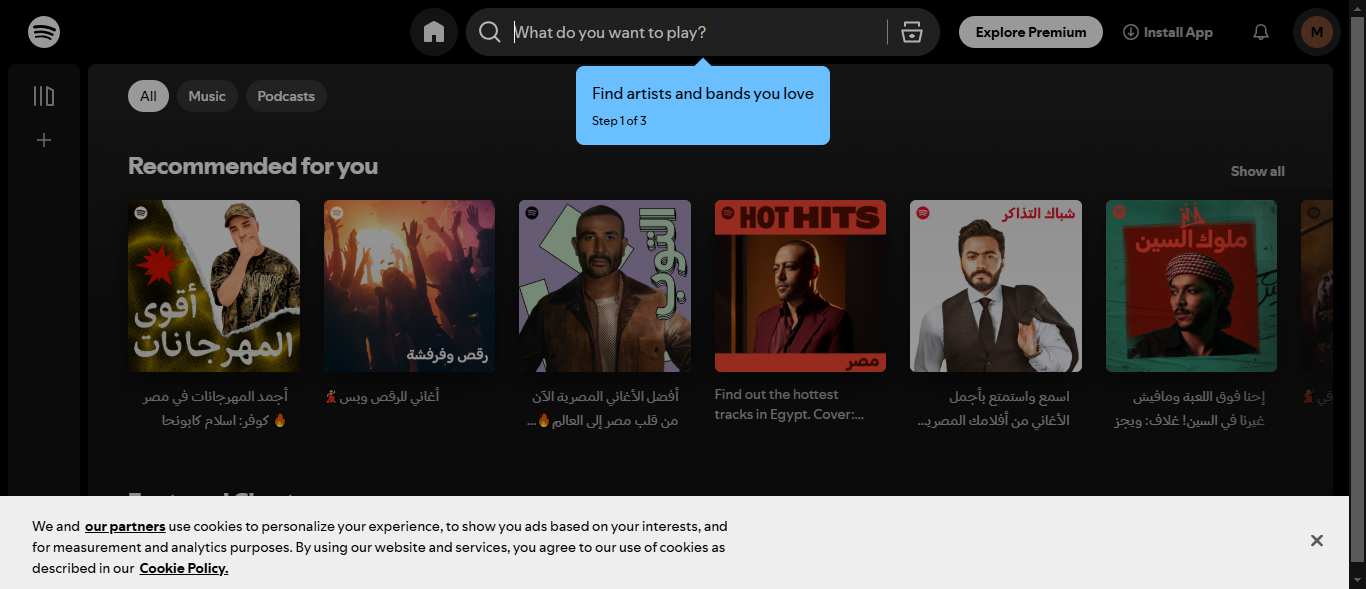 What do you want to play?
Explore Premium
Install App
M
Find artists and bands you love
Step 1 of 3
All
Music
Podcasts
Recommended for you
Show all
أقوى
المهرجانات
رقص وفرفشة
التوب
HOT HITS
مصر
شباك التذاكر
ملوك السين
أجمد المهرجانات في مصر
🔥 كوفر: اسلام كابونجا
أغاني للرقص وبس 💃
أفضل الأغاني المصرية الآن
من قلب مصر إلى العالم🔥...
Find out the hottest
tracks in Egypt. Cover:...
اسمع واستمتع بأجمل
الأغاني من أفلامك المصريـ...
إحنا فوق اللعبة ومافيش
غيرنا في السين! غلاف: ويجز
We and our partners use cookies to personalize your experience, to show you ads based on your interests, and
for measurement and analytics purposes. By using our website and services, you agree to our use of cookies as
described in our Cookie Policy.